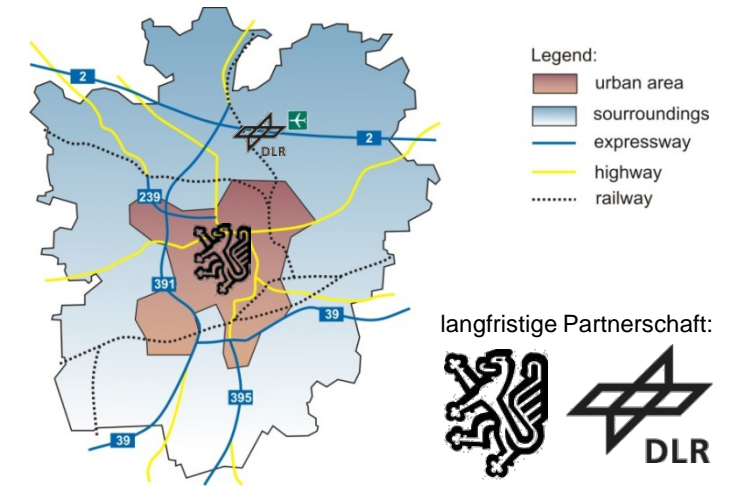 2
DLR
2
239
391
39
395
39
Legend:
urban area
sourroundings
expressway
highway
railway
langfristige Partnerschaft:
DLR